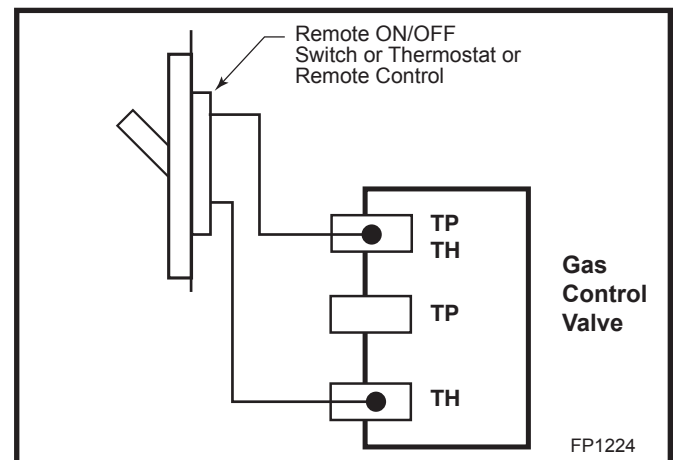 Remote ON/OFF
Switch or Thermostat or
Remote Control
TP
TH
TP
TH
Gas
Control
Valve
FP1224